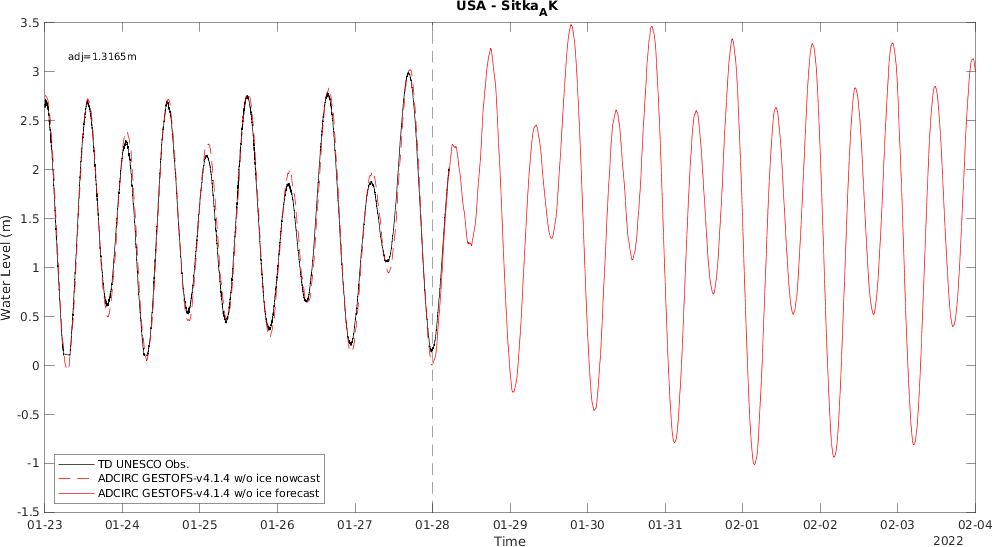 USA - Sitka_AK
adj=1.3165m
3.5
3
2.5
2
1.5
1
0.5
0
-0.5
-1
-1.5
Water Level (m)
TD UNESCO Obs.
ADCIRC GESTOFS-v4.1.4 w/o ice nowcast
ADCIRC GESTOFS-v4.1.4 w/o ice forecast
01-23 01-24 01-25 01-26 01-27 01-28 01-29 01-30 01-31 02-01 02-02 02-03 02-04
Time
2022